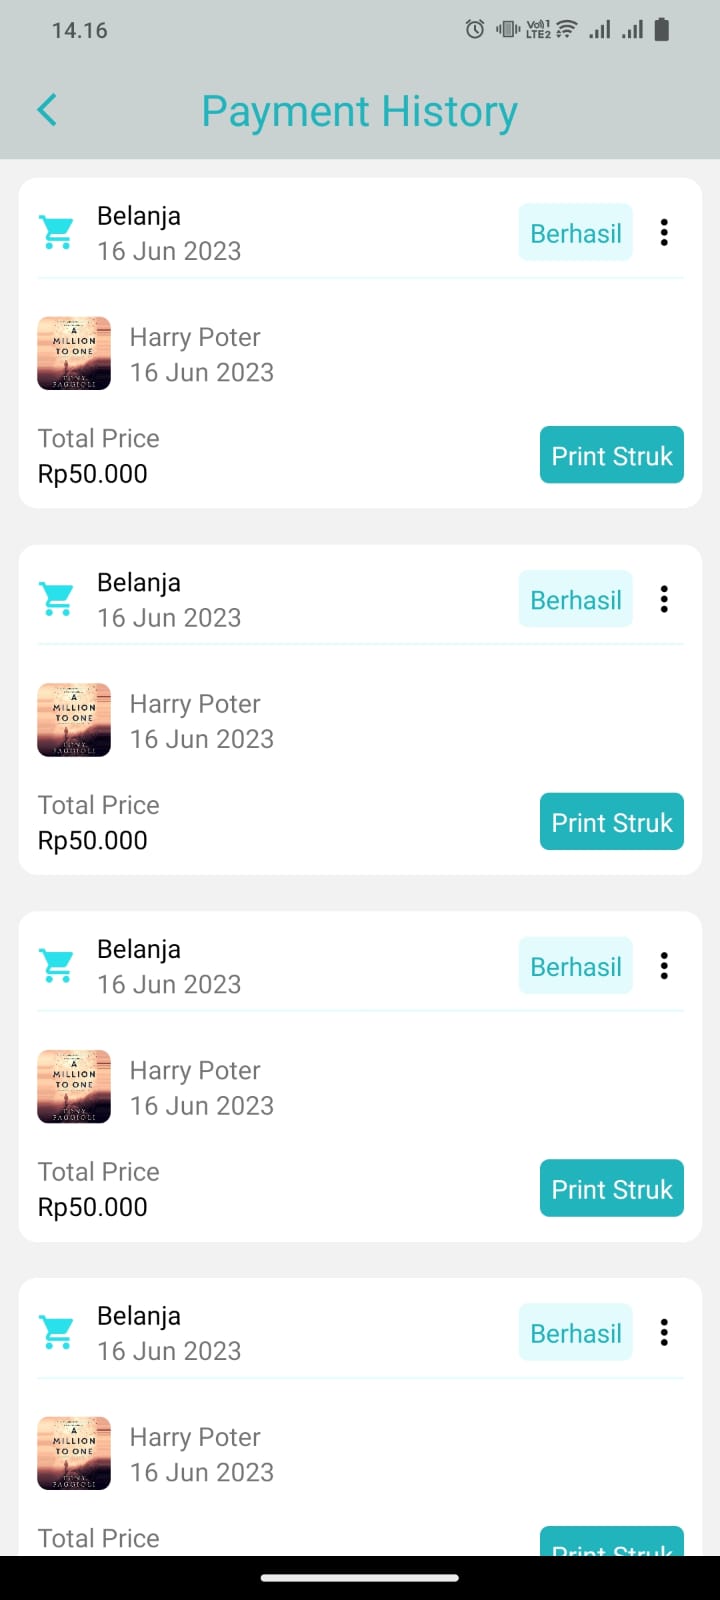 14.16
Vo) 1
LTE2
Payment History
Belanja
16 Jun 2023
Berhasil
A
MILLION
TO ONE
TONY
FAGGIOLI
Harry Poter
16 Jun 2023
Total Price
Rp50.000
Print Struk
Belanja
16 Jun 2023
Berhasil
A
MILLION
TO ONE
TONY
FAGGIOLI
Harry Poter
16 Jun 2023
Total Price
Rp50.000
Print Struk
Belanja
16 Jun 2023
Berhasil
A
MILLION
TO ONE
TONY
FAGGIOLI
Harry Poter
16 Jun 2023
Total Price
Rp50.000
Print Struk
Belanja
16 Jun 2023
Berhasil
A
MILLION
TO ONE
TONY
FAGGIOLI
Harry Poter
16 Jun 2023
Total Price
Print Struk